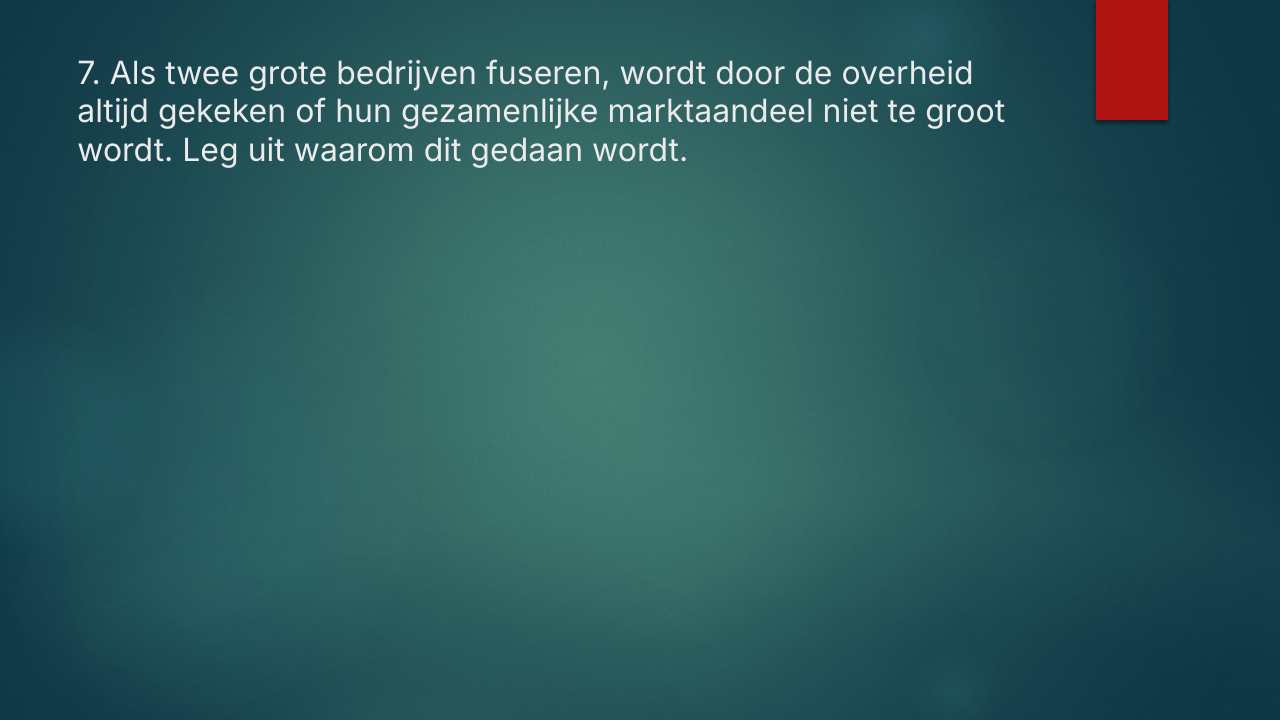 7. Als twee grote bedrijven fuseren, wordt door de overheid
altijd gekeken of hun gezamenlijke marktaandeel niet te groot
wordt. Leg uit waarom dit gedaan wordt.